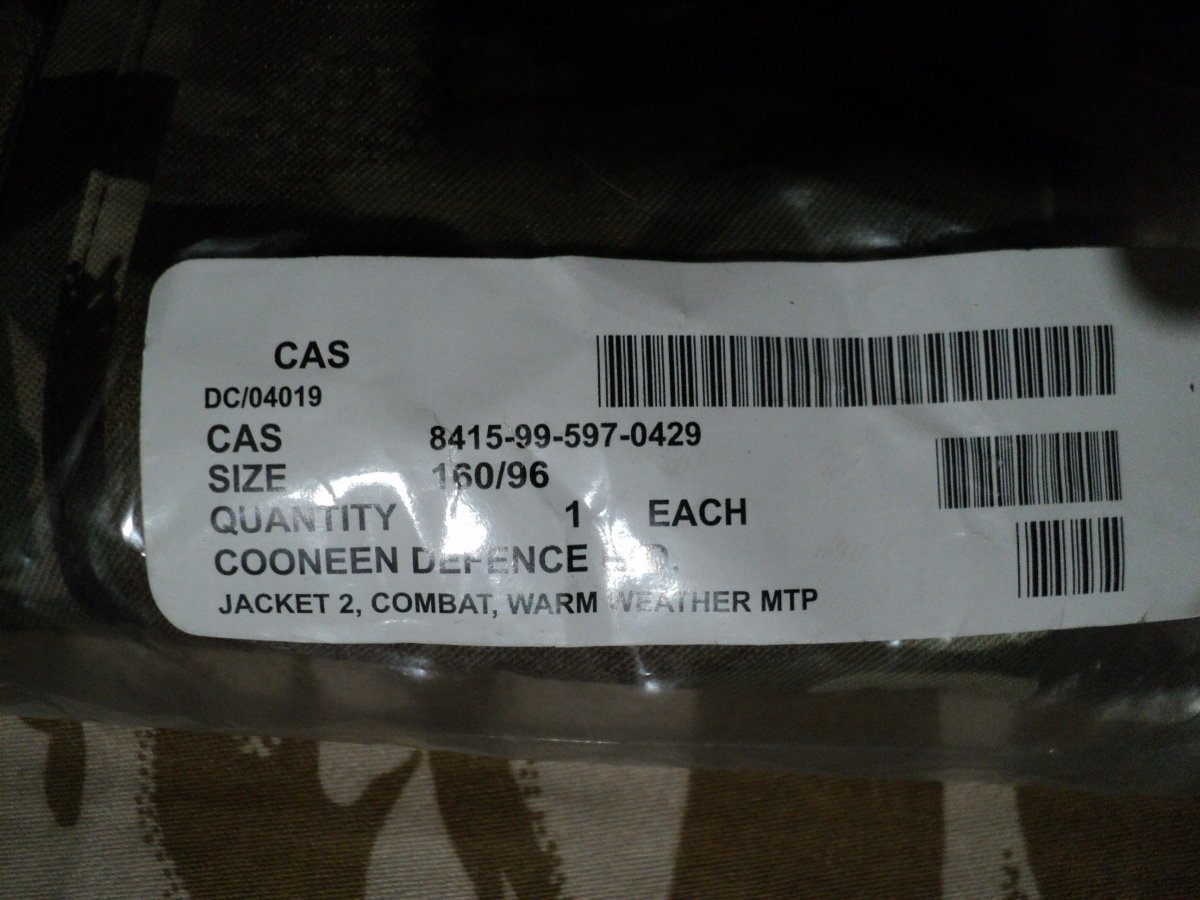 CAS
DC/04019
CAS 8415-99-597-0429
SIZE 160/96
QUANTITY 1 EACH
COONEEN DEFENCE LTD.
JACKET 2, COMBAT, WARM WEATHER MTP